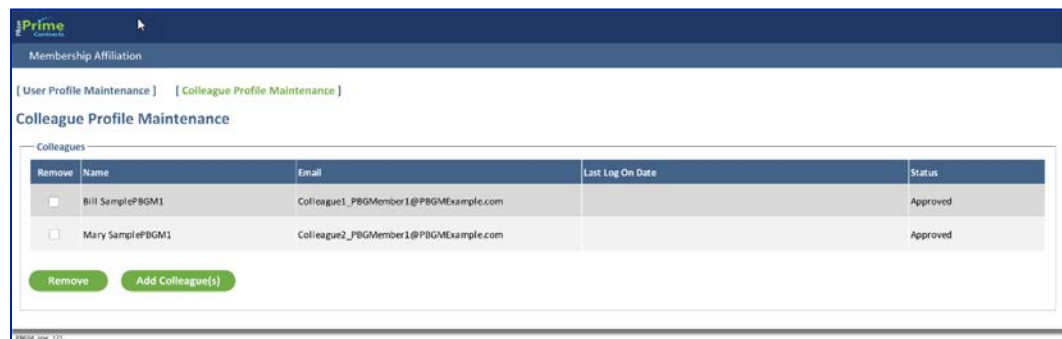 Prime
Contracts
Membership Affiliation
[ User Profile Maintenance ] [ Colleague Profile Maintenance ]
Colleague Profile Maintenance
Colleagues
Remove Name Email Last Log On Date Status
Bill SamplePBGM1 Colleague1_PBGMember1@PBGMExample.com Approved
Mary SamplePBGM1 Colleague2_PBGMember1@PBGMExample.com Approved
Remove Add Colleague(s)